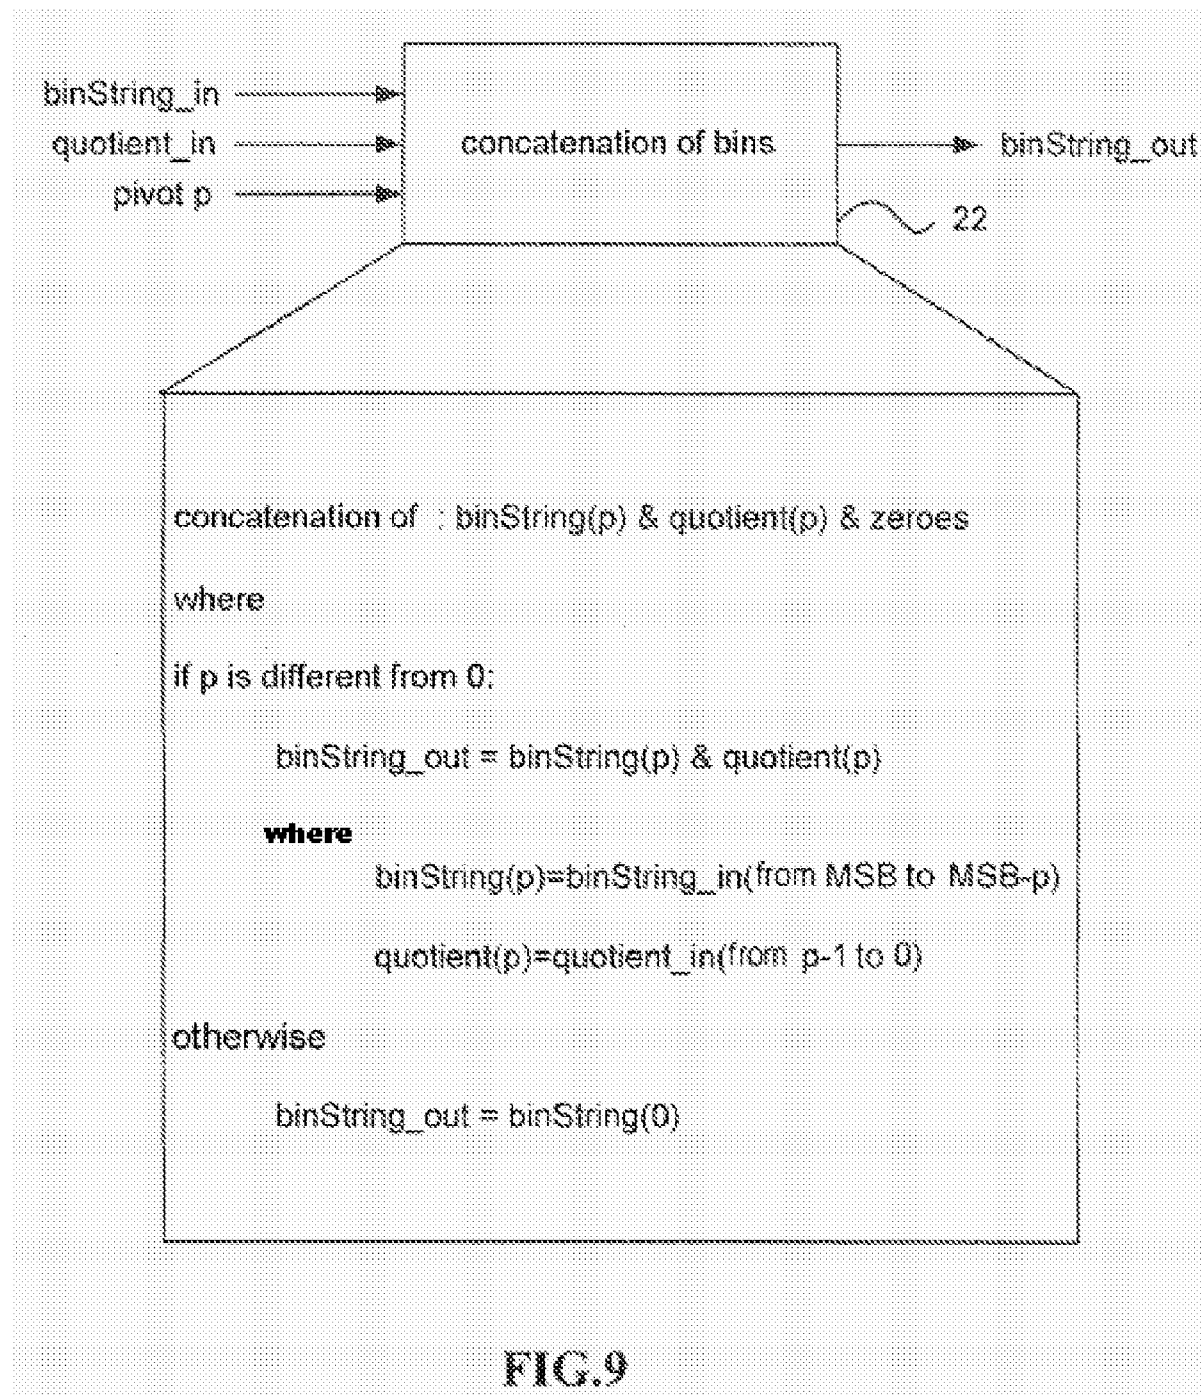 binString_in
quotient_in
pivot p
concatenation of bins
binString_out
22
concatenation of : binString(p) & quotient(p) & zeroes
where
if p is different from 0:
binString_out = binString(p) & quotient(p)
where
binString(p)=binString_in(from MSB to MSB-p)
quotient(p)=quotient_in(from p-1 to 0)
otherwise
binString_out = binString(0)
FIG.9